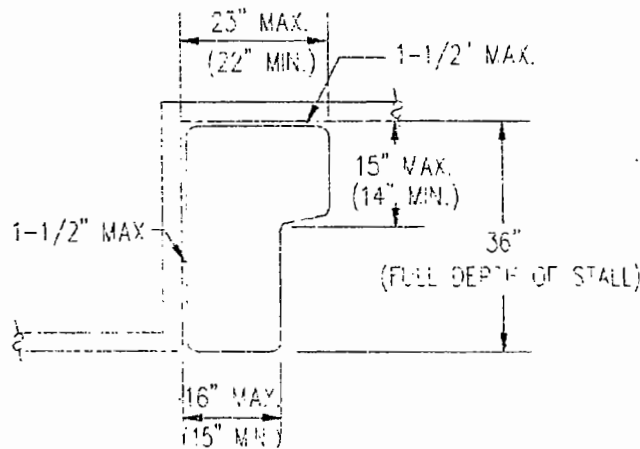 23" MAX.
(22" MIN.)
1-1/2' MAX.
15" MAX.
(14" MIN.)
1-1/2" MAX
36"
(FULL DEPTH OF STALL)
16" MAX.
(15" MIN.)